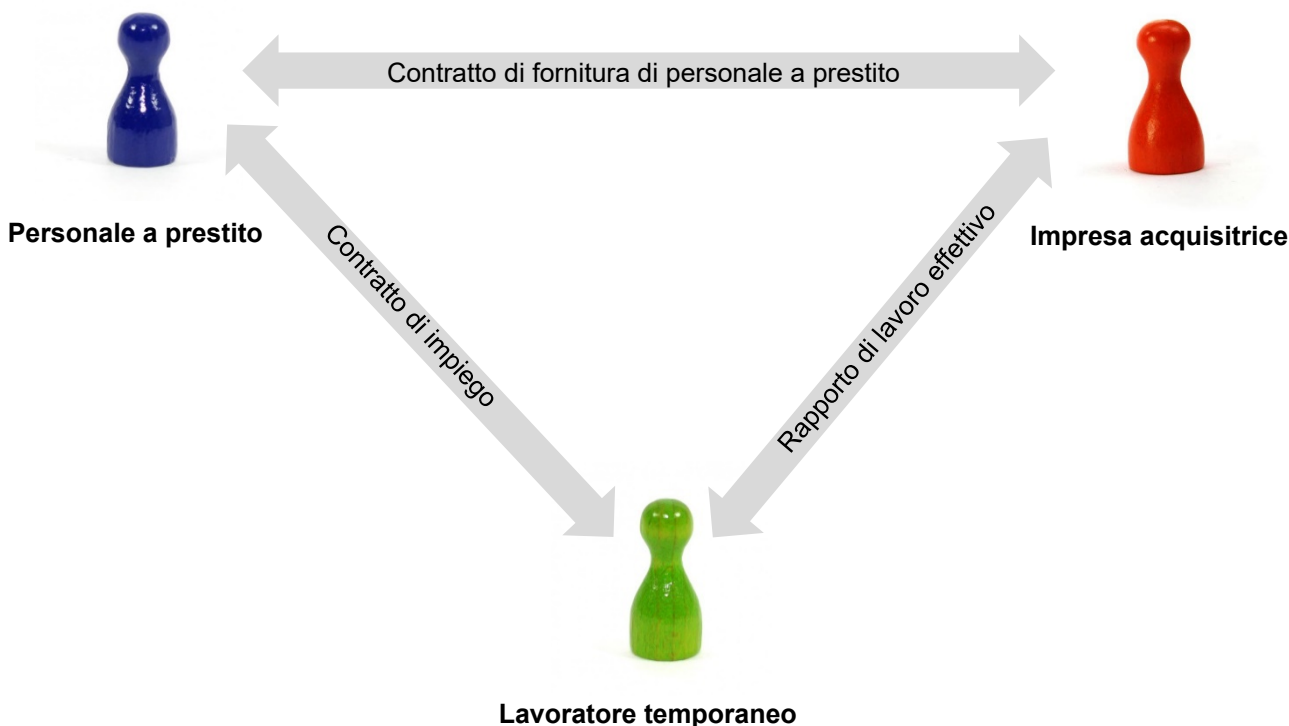 Contratto di fornitura di personale a prestito
Personale a prestito
Impresa acquisitrice
Contratto di impiego
Rapporto di lavoro effettivo
Lavoratore temporaneo